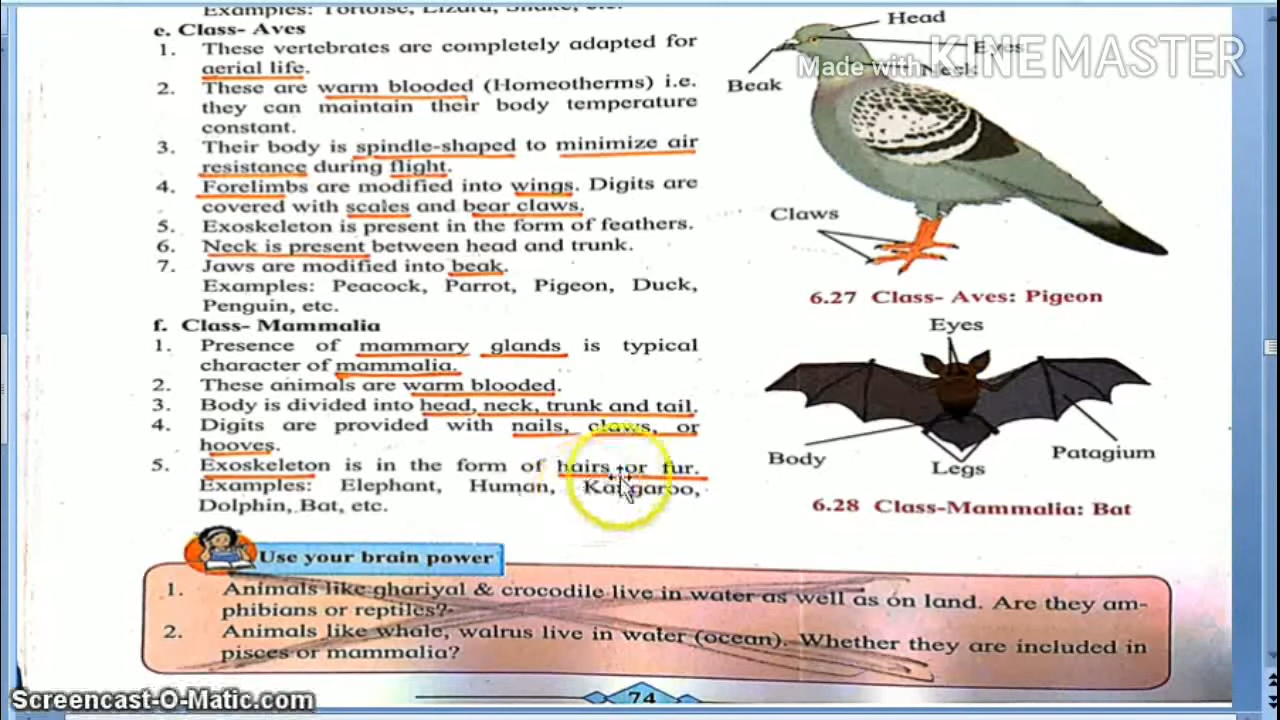 Examples: Tortoise, Lizard, Snake, etc.
e. Class- Aves
1. These vertebrates are completely adapted for
aerial life.
2. These are warm blooded (Homeotherms) i.e.
they can maintain their body temperature
constant.
3. Their body is spindle-shaped to minimize air
resistance during flight.
4. Forelimbs are modified into wings. Digits are
covered with scales and bear claws.
5. Exoskeleton is present in the form of feathers.
6. Neck is present between head and trunk.
7. Jaws are modified into beak.
Examples: Peacock, Parrot, Pigeon, Duck,
Penguin, etc.
f. Class- Mammalia
1. Presence of mammary glands is typical
character of mammalia.
2. These animals are warm blooded.
3. Body is divided into head, neck, trunk and tail.
4. Digits are provided with nails, claws, or
hooves.
5. Exoskeleton is in the form of hairs or fur.
Examples: Elephant, Human, Kangaroo,
Dolphin, Bat, etc.
Head
Eyes
Neck
Beak
Made with KINEMASTER
Claws
6.27 Class- Aves: Pigeon
Eyes
Body
Legs
Patagium
6.28 Class-Mammalia: Bat
Use your brain power
1. Animals like ghariyal & crocodile live in water as well as on land. Are they am-
phibians or reptiles?
2. Animals like whale, walrus live in water (ocean). Whether they are included in
pisces or mammalia?
74
Screencast-O-Matic.com